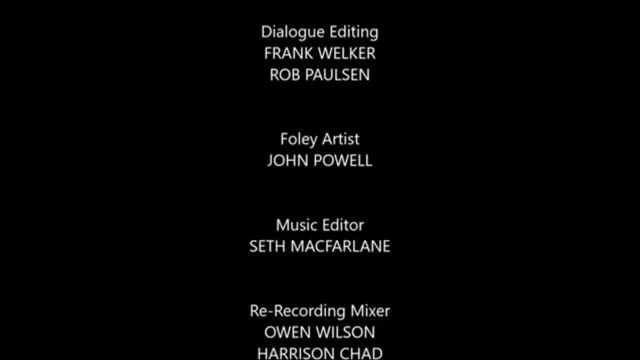 Dialogue Editing
FRANK WELKER
ROB PAULSEN
Foley Artist
JOHN POWELL
Music Editor
SETH MACFARLANE
Re-Recording Mixer
OWEN WILSON
HARRISON CHAD